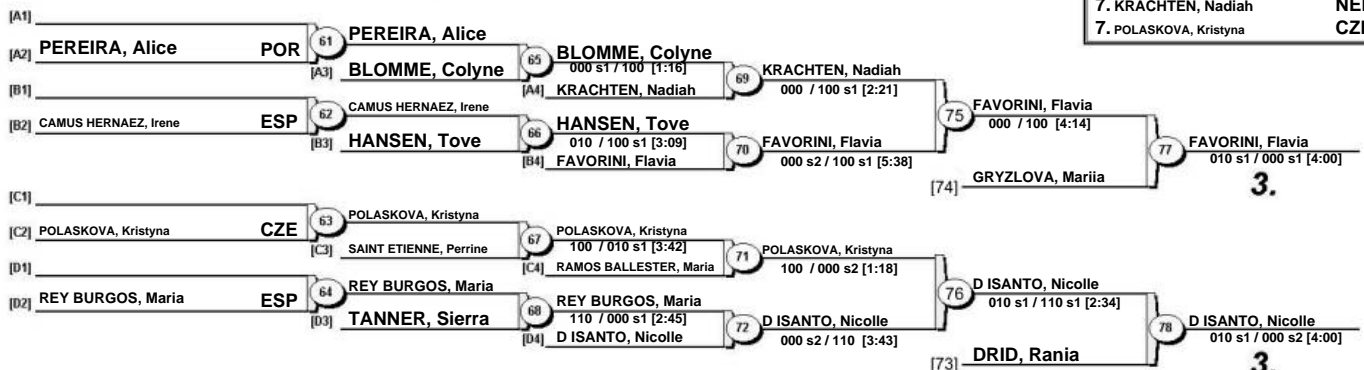 7. KRACHTEN, Nadiah
7. POLASKOVA, Kristyna CZE
[A1]
[A2] PEREIRA, Alice POR
61
PEREIRA, Alice
[A3] BLOMME, Colyne
65
BLOMME, Colyne
000 s1 / 100 [1:16]
[A4] KRACHTEN, Nadiah
69
KRACHTEN, Nadiah
000 / 100 s1 [2:21]
[B1]
[B2] CAMUS HERNAEZ, Irene ESP
62
CAMUS HERNAEZ, Irene
[B3] HANSEN, Tove
66
HANSEN, Tove
010 / 100 s1 [3:09]
[B4] FAVORINI, Flavia
70
FAVORINI, Flavia
000 s2 / 100 s1 [5:38]
75
FAVORINI, Flavia
000 / 100 [4:14]
[74] GRYZLOVA, Mariia
77
FAVORINI, Flavia
010 s1 / 000 s1 [4:00]
3.
[C1]
[C2] POLASKOVA, Kristyna CZE
63
POLASKOVA, Kristyna
[C3] SAINT ETIENNE, Perrine
67
POLASKOVA, Kristyna
100 / 010 s1 [3:42]
[C4] RAMOS BALLESTER, Maria
71
POLASKOVA, Kristyna
100 / 000 s2 [1:18]
[D1]
[D2] REY BURGOS, Maria ESP
64
REY BURGOS, Maria
[D3] TANNER, Sierra
68
REY BURGOS, Maria
110 / 000 s1 [2:45]
[D4] D ISANTO, Nicolle
72
D ISANTO, Nicolle
000 s2 / 110 [3:43]
76
D ISANTO, Nicolle
010 s1 / 110 s1 [2:34]
[73] DRID, Rania
78
D ISANTO, Nicolle
010 s1 / 000 s2 [4:00]
3.